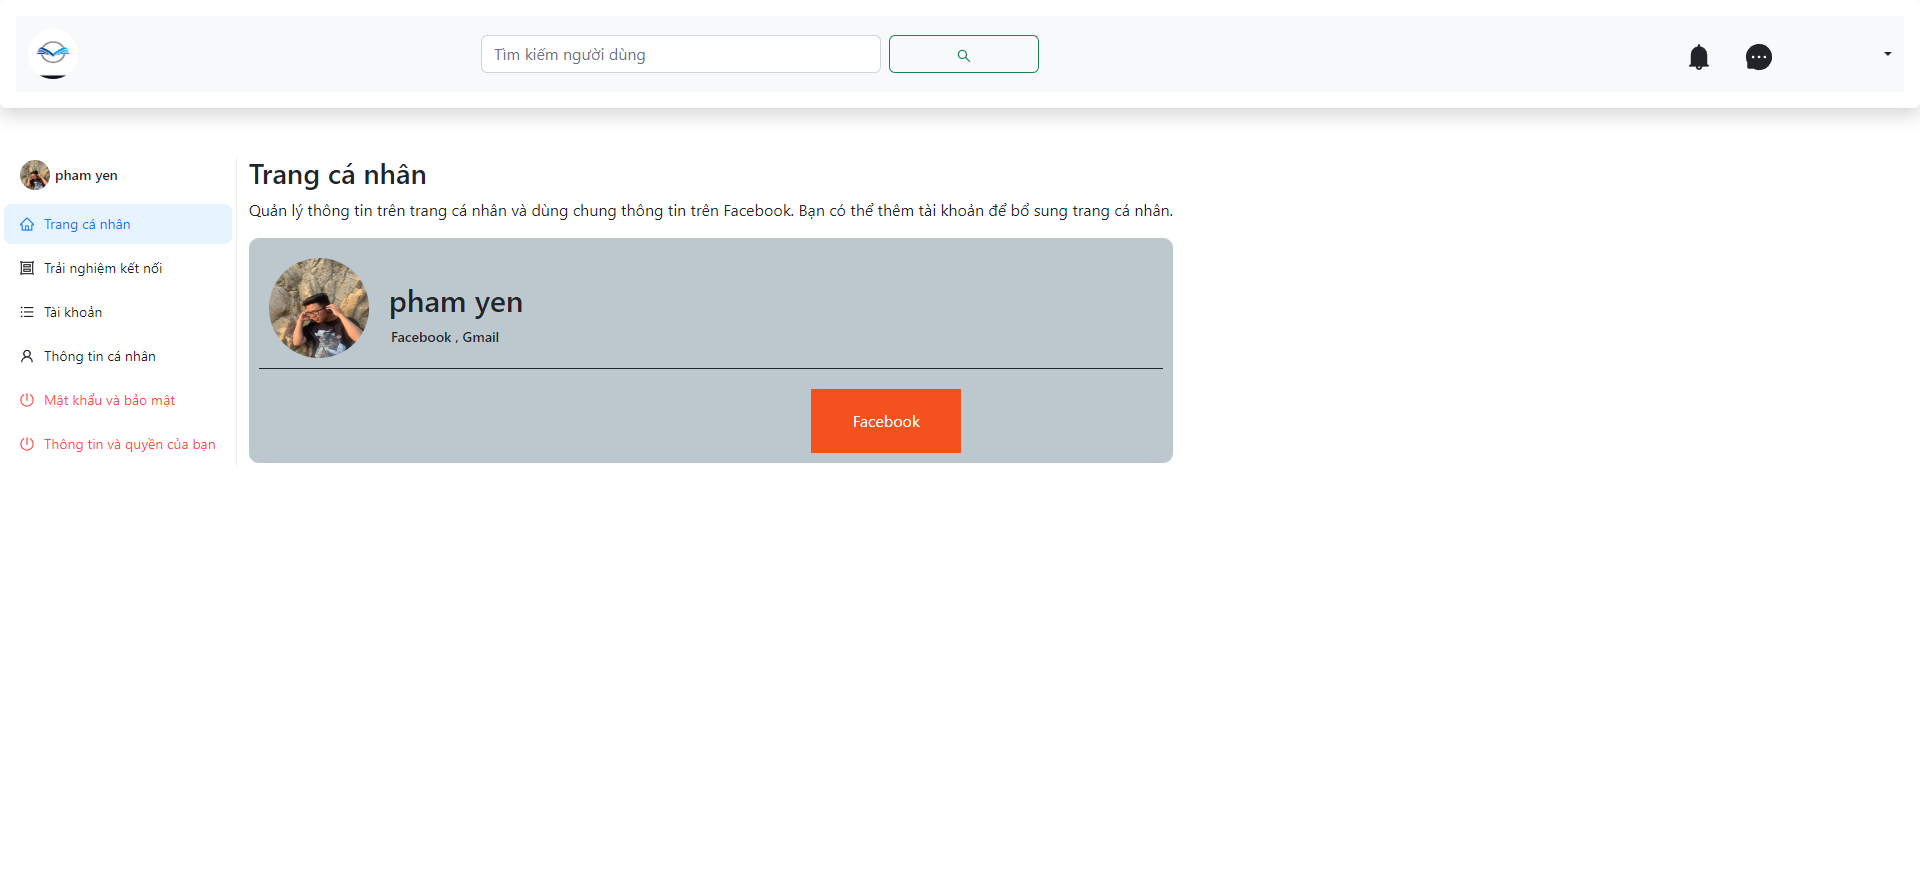 Tìm kiếm người dùng
pham yen
Trang cá nhân
Trải nghiệm kết nối
Tài khoản
Thông tin cá nhân
Mật khẩu và bảo mật
Thông tin và quyền của bạn
Trang cá nhân
Quản lý thông tin trên trang cá nhân và dùng chung thông tin trên Facebook. Bạn có thể thêm tài khoản để bổ sung trang cá nhân.
pham yen
Facebook , Gmail
Facebook